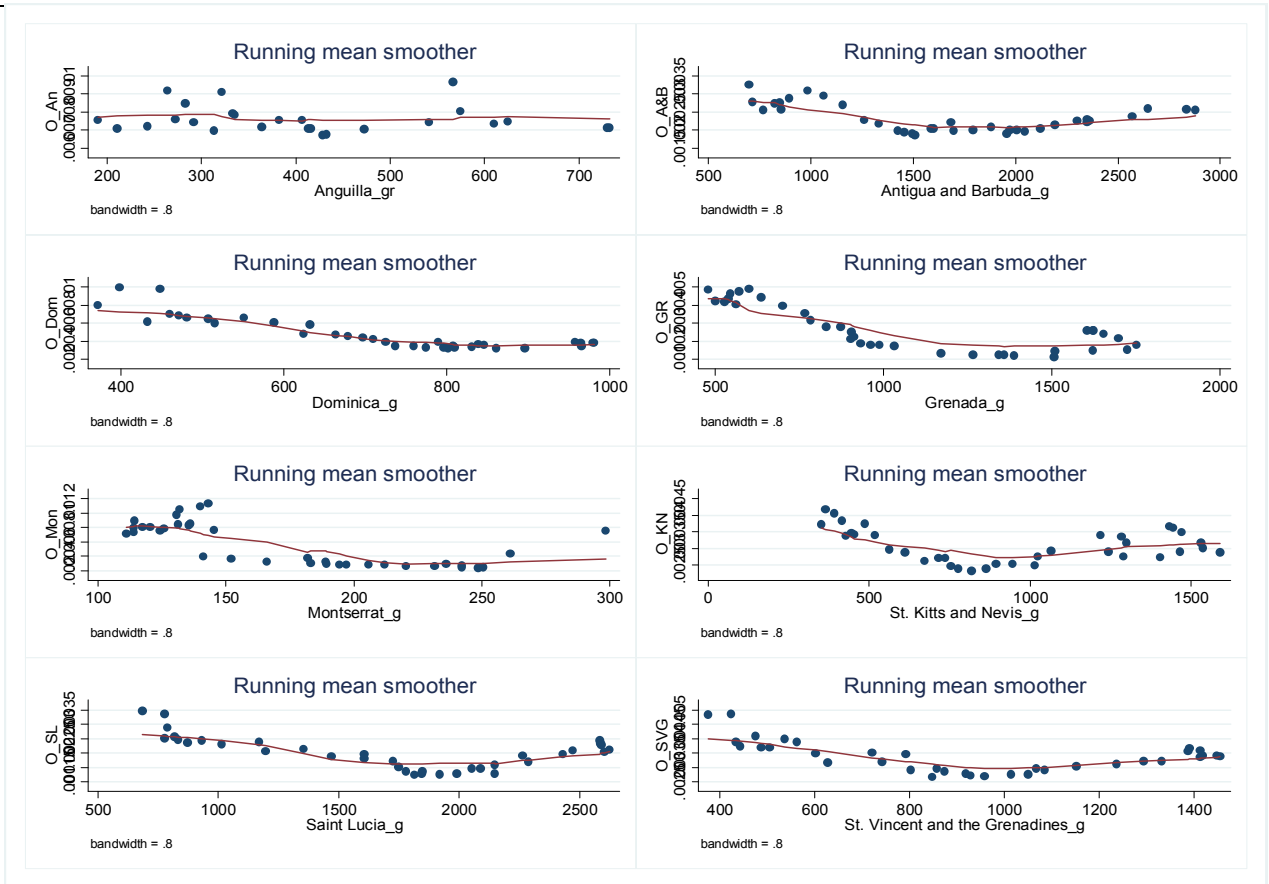 Running mean smoother
O_An
200 300 400 500 600 700
Anguilla_gr
bandwidth = .8
Running mean smoother
O_A&B
500 1000 1500 2000 2500 3000
Antigua and Barbuda_g
bandwidth = .8
Running mean smoother
O_Dom
400 600 800 1000
Dominica_g
bandwidth = .8
Running mean smoother
O_GR
500 1000 1500 2000
Grenada_g
bandwidth = .8
Running mean smoother
O_Mon
100 150 200 250 300
Montserrat_g
bandwidth = .8
Running mean smoother
O_KN
0 500 1000 1500
St. Kitts and Nevis_g
bandwidth = .8
Running mean smoother
O_SL
500 1000 1500 2000 2500
Saint Lucia_g
bandwidth = .8
Running mean smoother
O_SVG
400 600 800 1000 1200 1400
St. Vincent and the Grenadines_g
bandwidth = .8